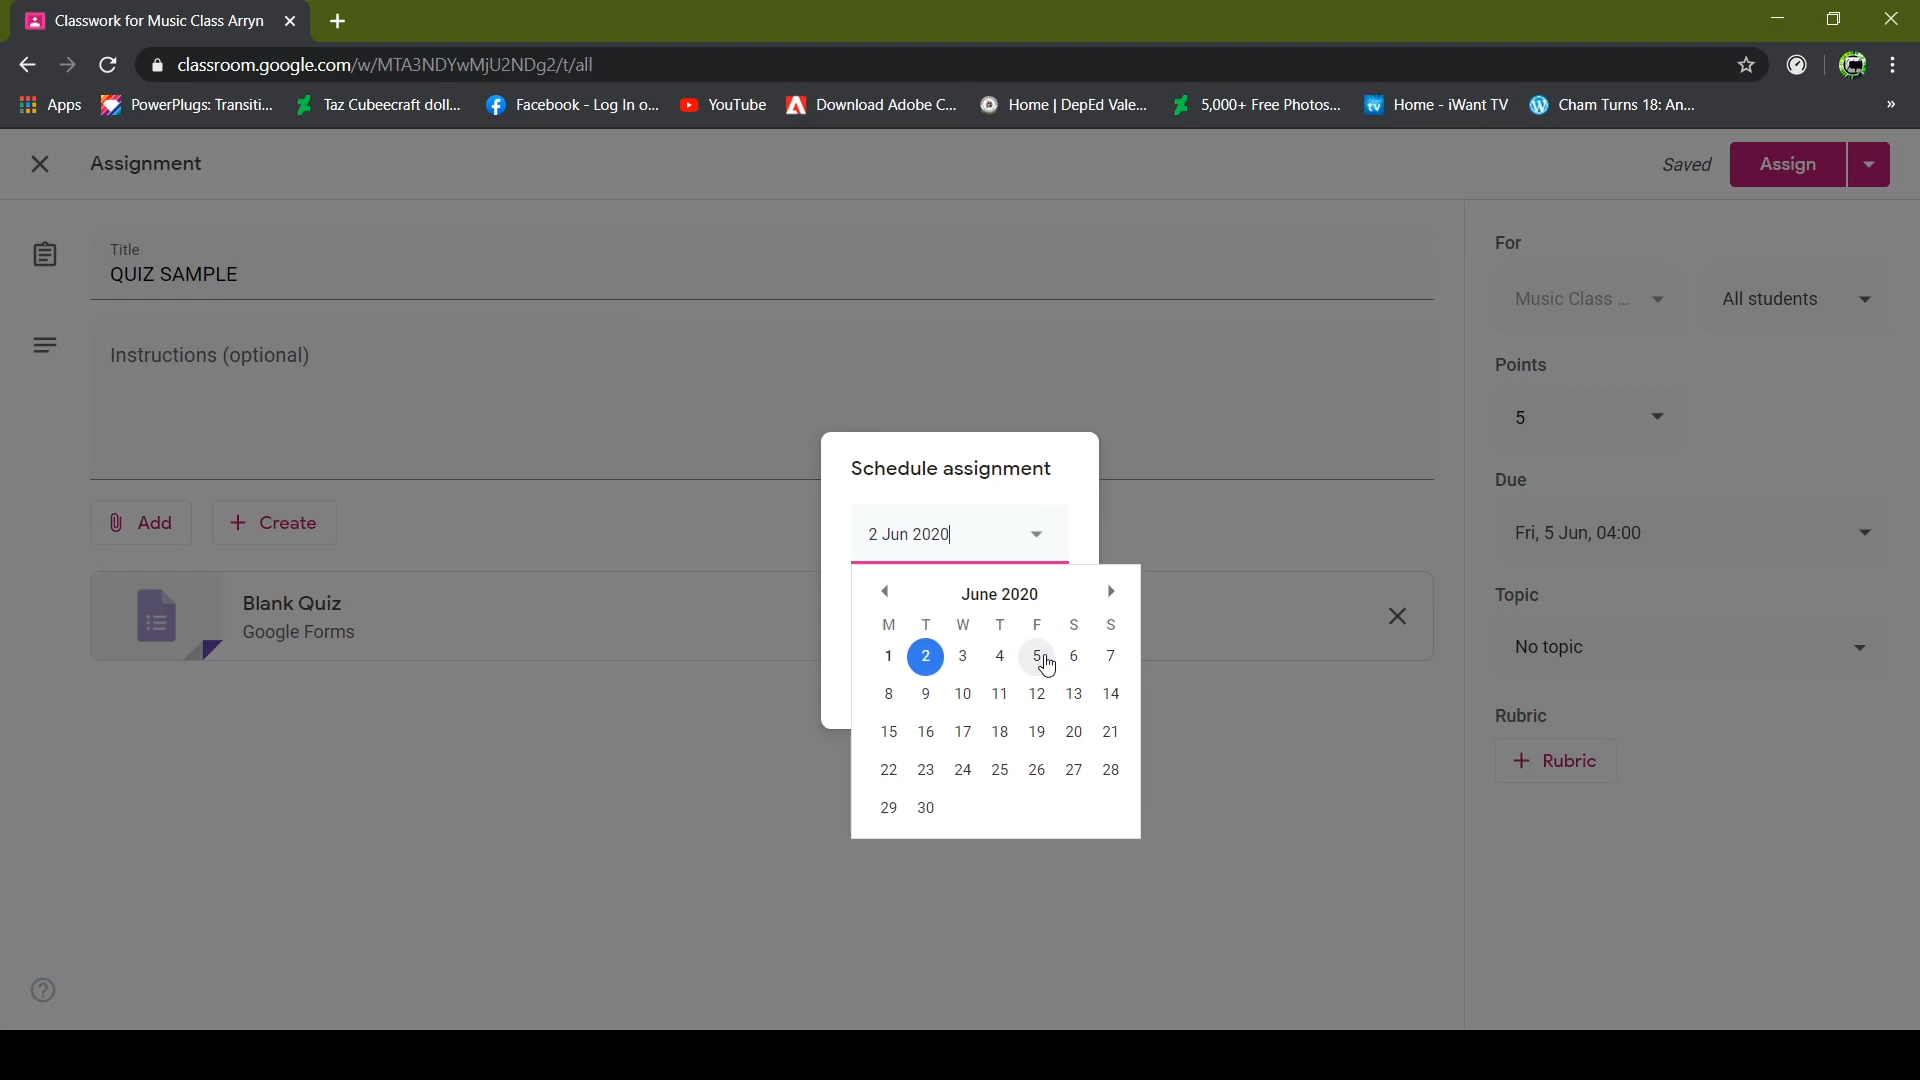 Classwork for Music Class Arryn
classroom.google.com/w/MTA3NDYwMjU2NDg2/t/all
Apps PowerPlugs: Transiti... Taz Cubeecraft doll... Facebook - Log In o... YouTube Download Adobe C... Home | DepEd Vale... 5,000+ Free Photos... Home - iWant TV Cham Turns 18: An... »
Assignment
Saved
Assign
Title
QUIZ SAMPLE
Instructions (optional)
Add
+ Create
Blank Quiz
Google Forms
For
Music Class ...
All students
Points
5
Due
Fri, 5 Jun, 04:00
Topic
No topic
Rubric
+ Rubric
Schedule assignment
2 Jun 2020
June 2020
M T W T F S S
1 2 3 4 5 6 7
8 9 10 11 12 13 14
15 16 17 18 19 20 21
22 23 24 25 26 27 28
29 30